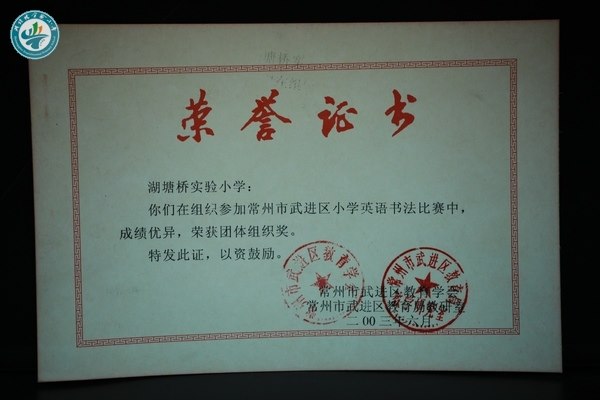 荣誉证书
湖塘桥实验小学:
你们在组织参加常州市武进区小学英语书法比赛中,
成绩优异,荣获团体组织奖。
特发此证,以资鼓励。
常州市武进区教育学会
常州市武进区教育局教研室
二00三年六月